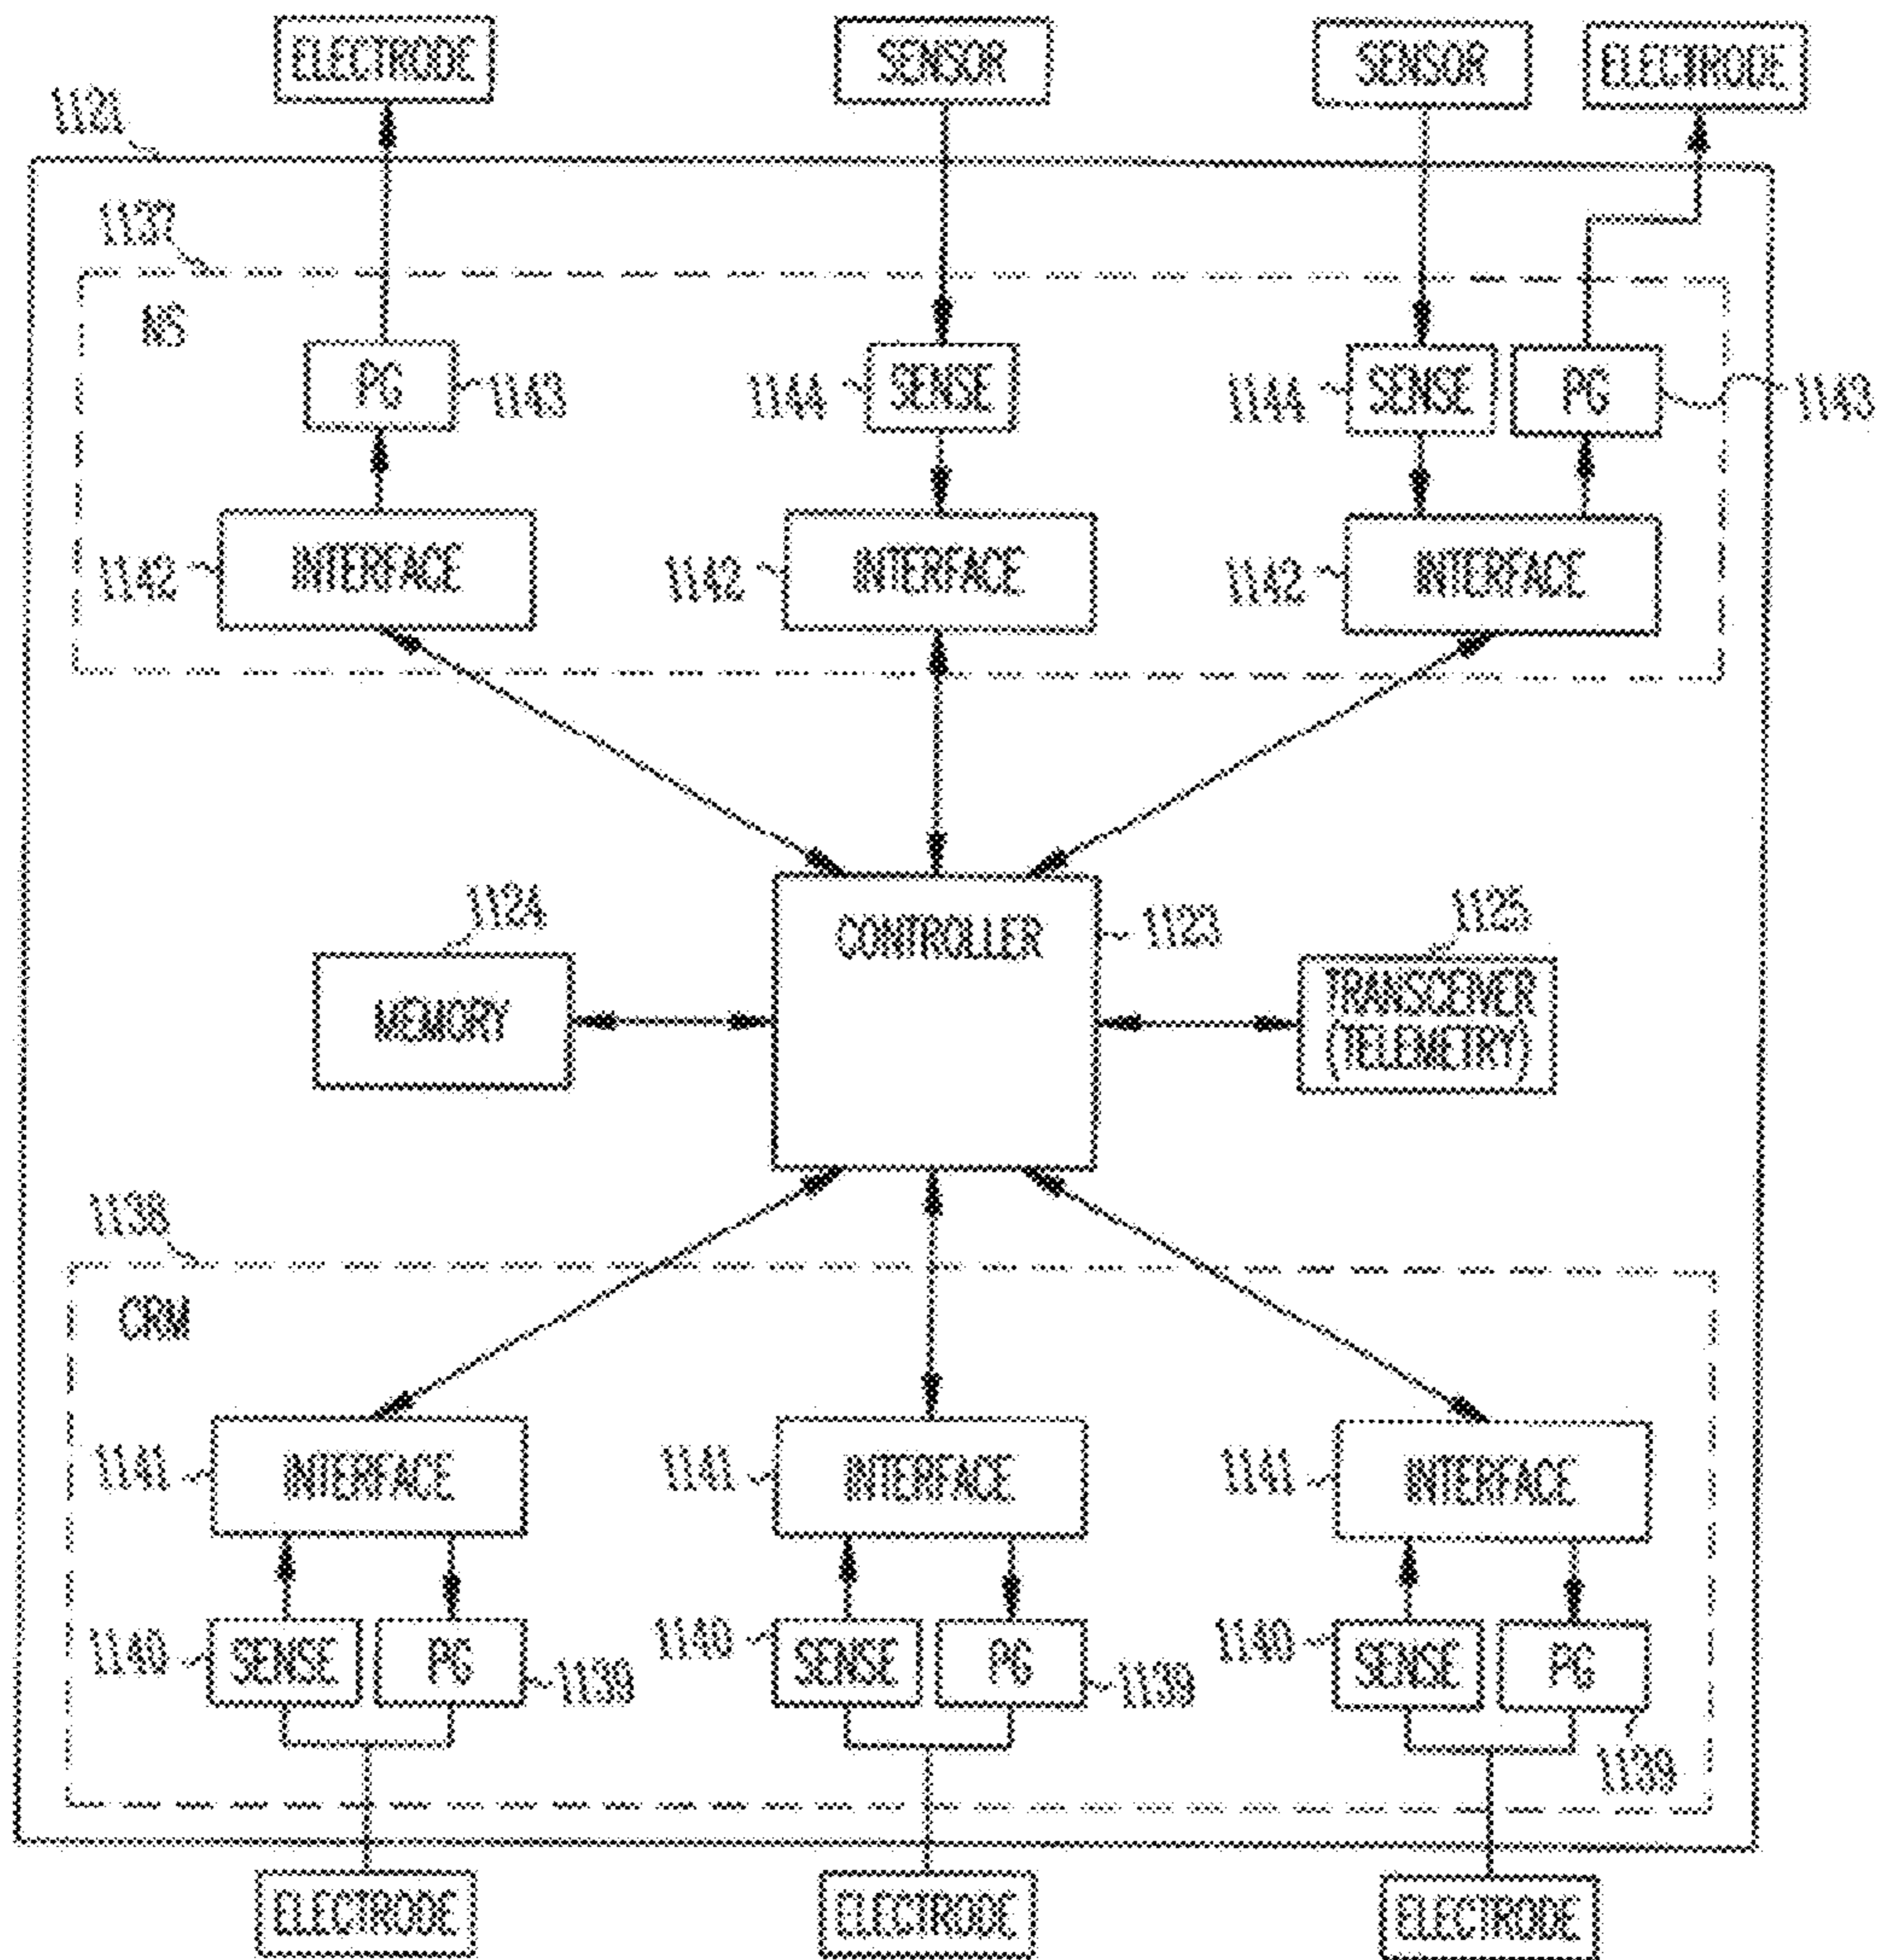 ELECTRODE
SENSOR
SENSOR
ELECTRODE
1121
1137
NS
PG
1143
1144
SENSE
1144
SENSE
PG
1143
1142
INTERFACE
1142
INTERFACE
1142
INTERFACE
1124
MEMORY
CONTROLLER
1123
1125
TRANSCEIVER
(TELEMETRY)
1138
CRM
1141
INTERFACE
1141
INTERFACE
1141
INTERFACE
1140
SENSE
PG
1139
1140
SENSE
PG
1139
1140
SENSE
PG
1139
ELECTRODE
ELECTRODE
ELECTRODE